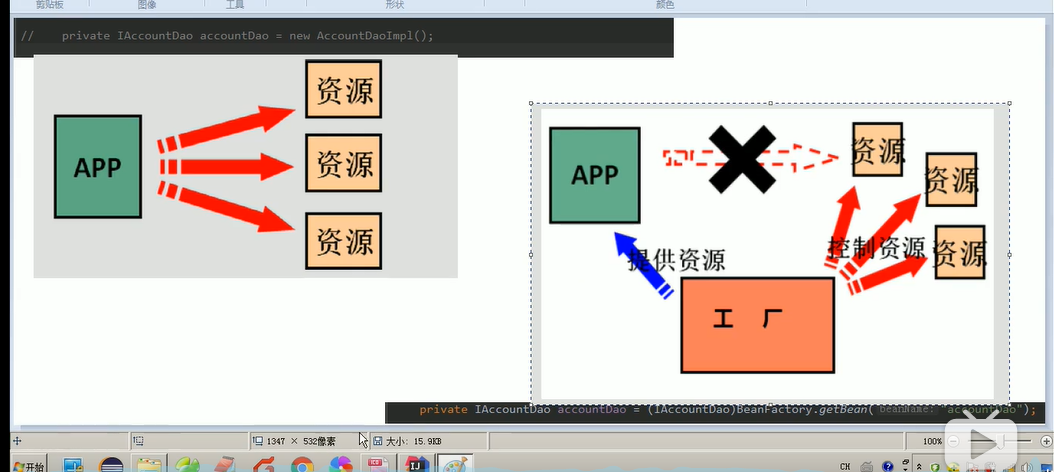 剪贴板
图像
工具
形状
颜色
// private IAccountDao accountDao = new AccountDaoImpl();
APP
资源
资源
资源
APP
资源
资源
资源
提供资源
控制资源
工 厂
private IAccountDao accountDao = (IAccountDao)BeanFactory.getBean( beanName: "accountDao");
1347 × 532像素
大小: 15.9KB
100%
开始
CH